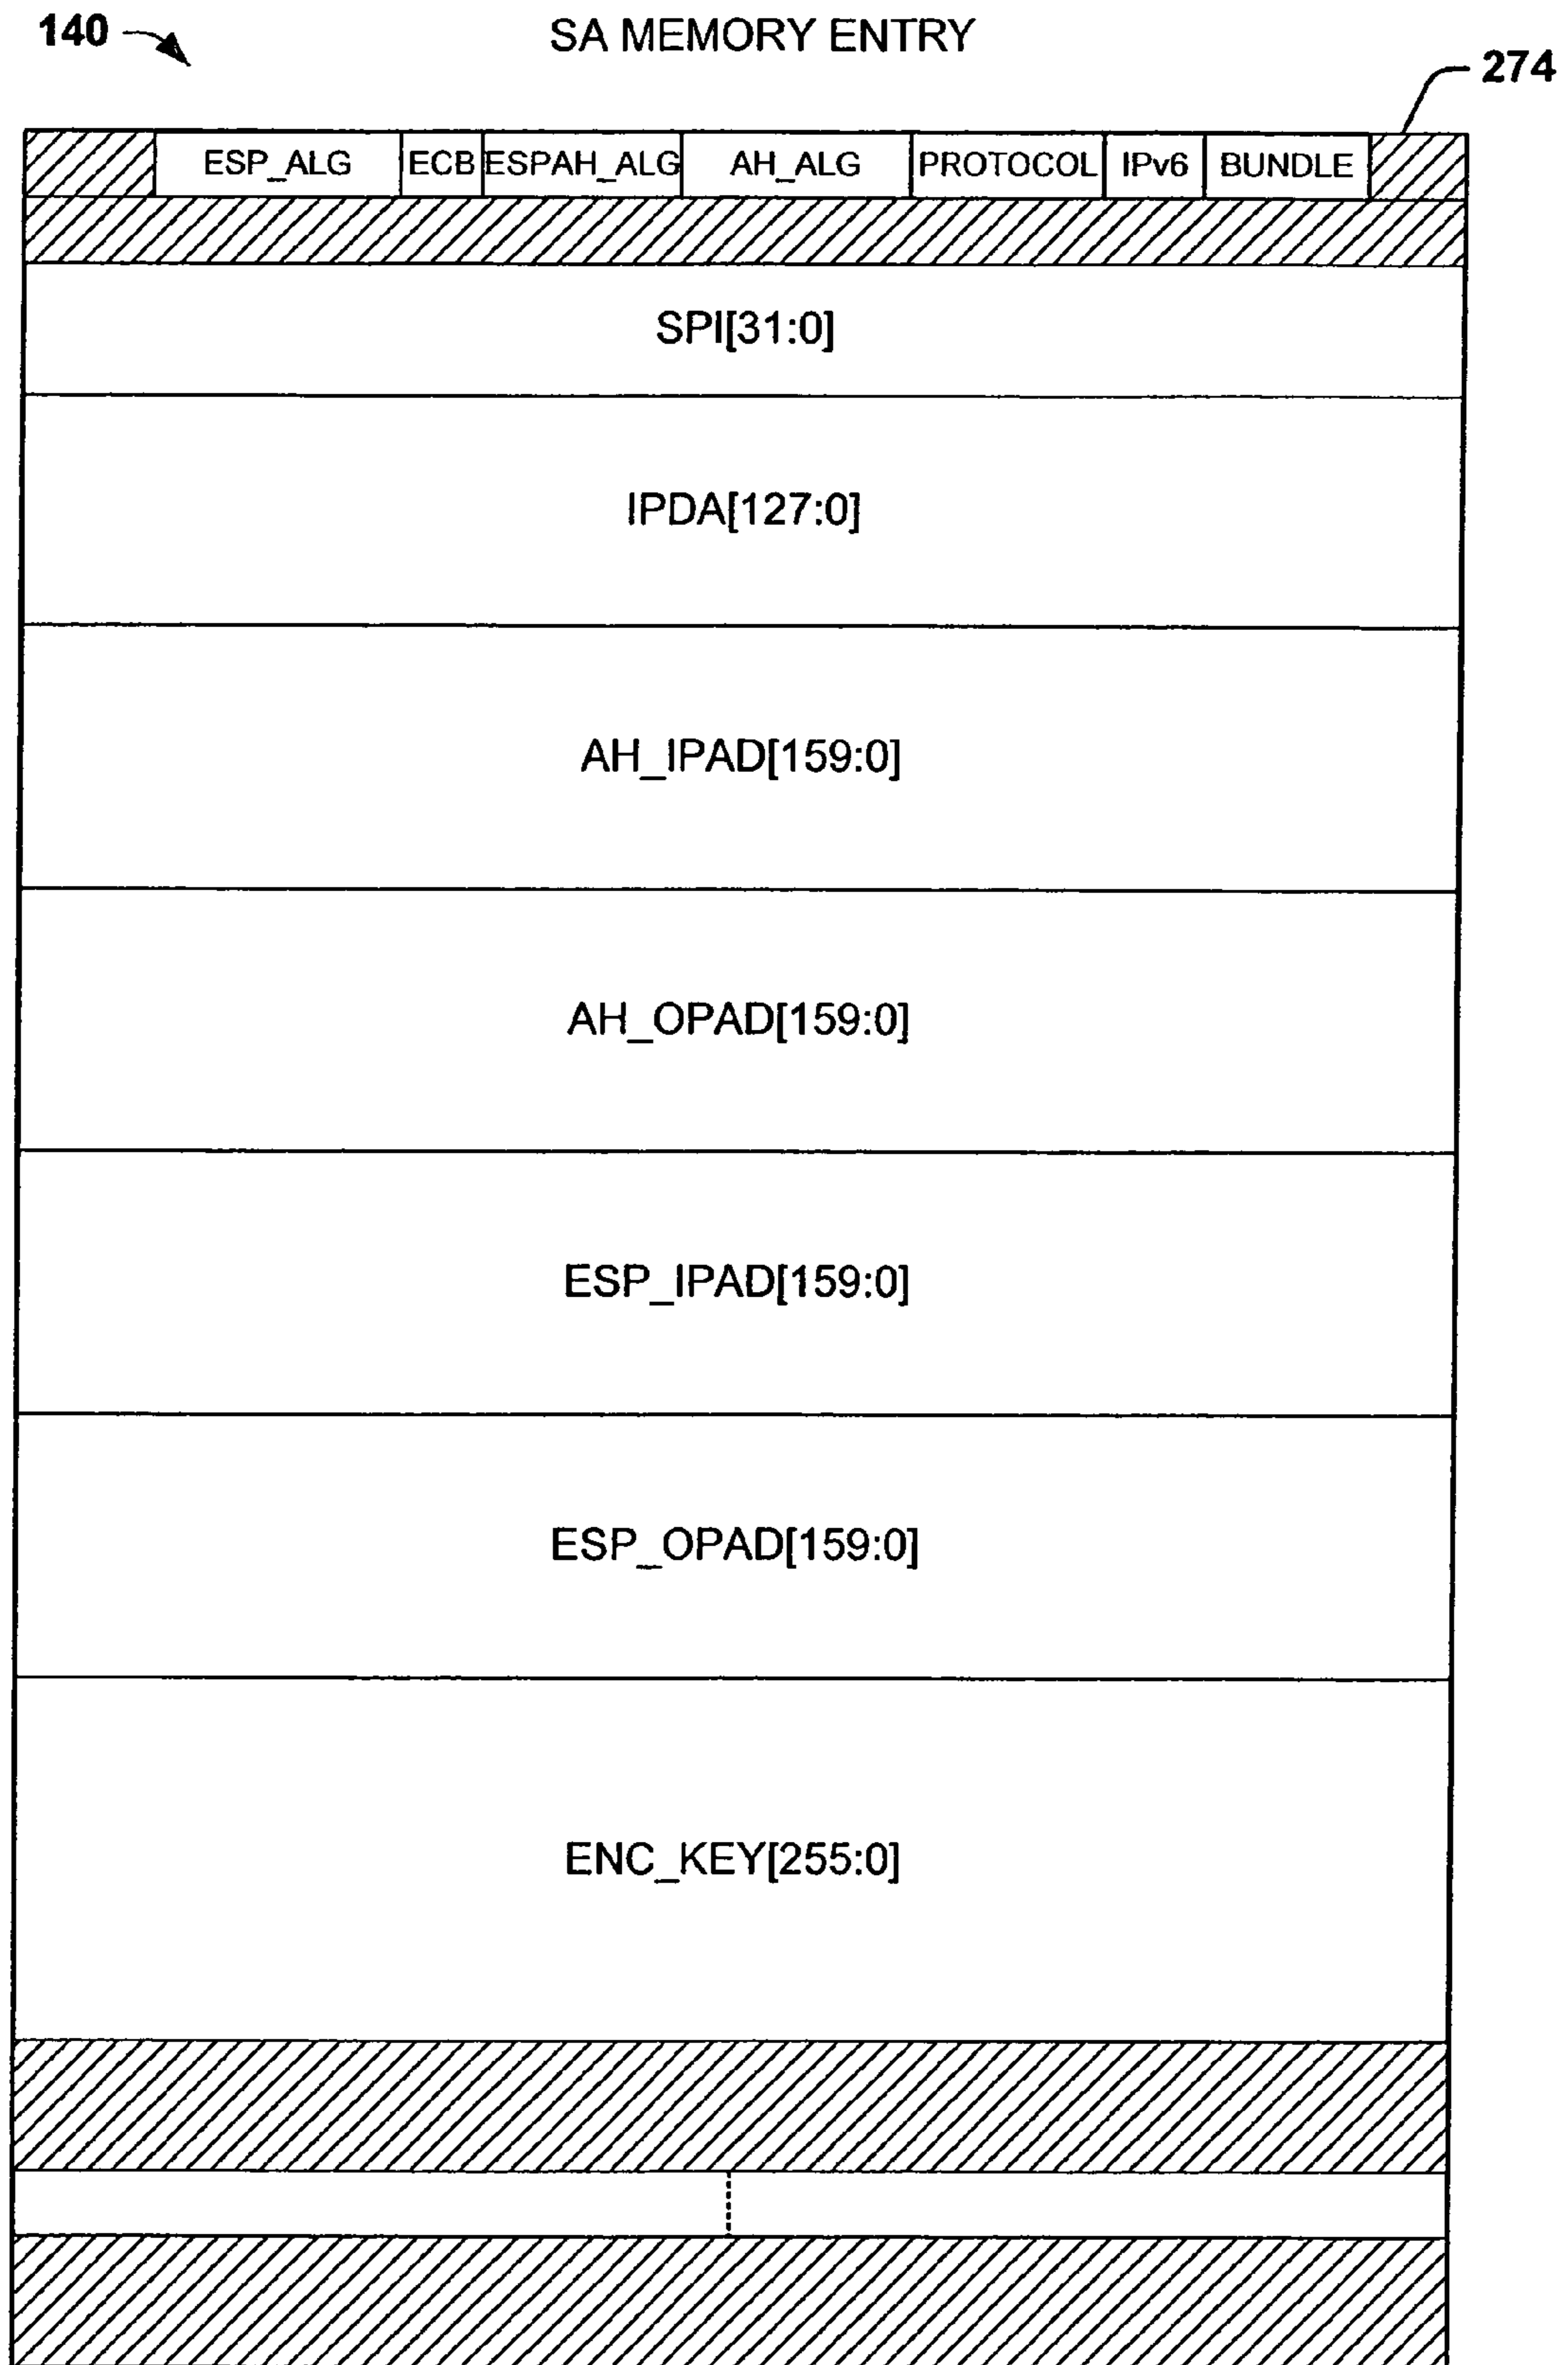 140 SA MEMORY ENTRY
274
ESP_ALG ECB ESPAH_ALG AH_ALG PROTOCOL IPv6 BUNDLE
SPI[31:0]
IPDA[127:0]
AH_IPAD[159:0]
AH_OPAD[159:0]
ESP_IPAD[159:0]
ESP_OPAD[159:0]
ENC_KEY[255:0]